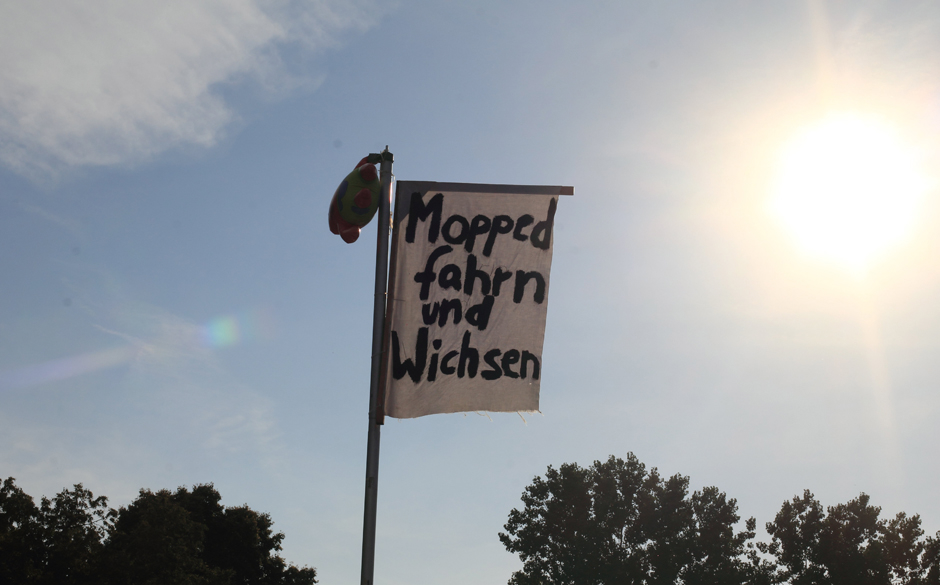 Mopped
fahrn
und
Wichsen